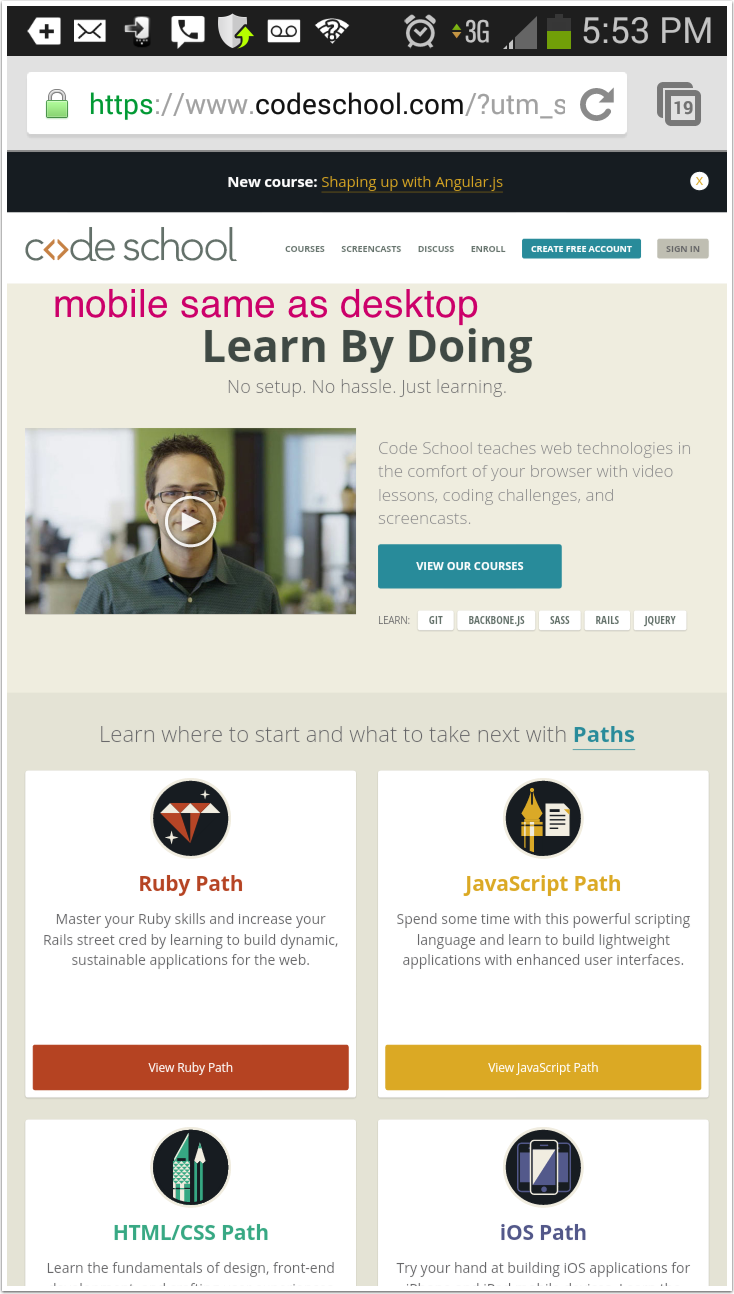 3G 5:53 PM
https://www.codeschool.com/?utm_s
19
New course: Shaping up with Angular.js
X
code school
COURSES SCREENCASTS DISCUSS ENROLL CREATE FREE ACCOUNT SIGN IN
mobile same as desktop
Learn By Doing
No setup. No hassle. Just learning.
Code School teaches web technologies in
the comfort of your browser with video
lessons, coding challenges, and
screencasts.
VIEW OUR COURSES
LEARN: GIT BACKBONE.JS SASS RAILS JQUERY
Learn where to start and what to take next with Paths
Ruby Path
Master your Ruby skills and increase your
Rails street cred by learning to build dynamic,
sustainable applications for the web.
View Ruby Path
JavaScript Path
Spend some time with this powerful scripting
language and learn to build lightweight
applications with enhanced user interfaces.
View JavaScript Path
HTML/CSS Path
Learn the fundamentals of design, front-end
iOS Path
Try your hand at building iOS applications for